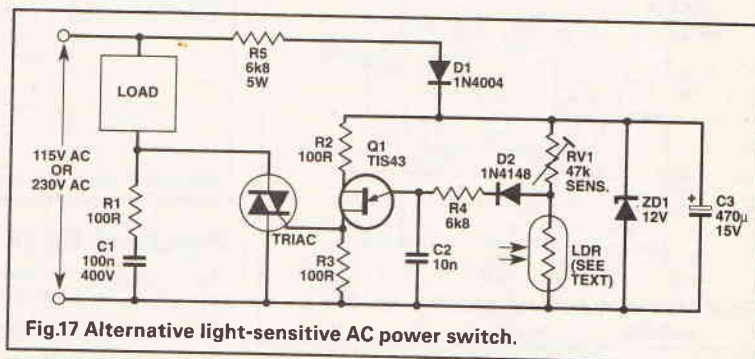 R5
6k8
5W
D1
1N4004
LOAD
115V AC
OR
230V AC
R1
100R
C1
100n
400V
TRIAC
R2
100R
Q1
TIS43
R3
100R
R4
6k8
C2
10n
D2
1N4148
RV1
47k
SENS.
LDR
(SEE
TEXT)
ZD1
12V
+
C3
470μ
15V
Fig.17 Alternative light-sensitive AC power switch.